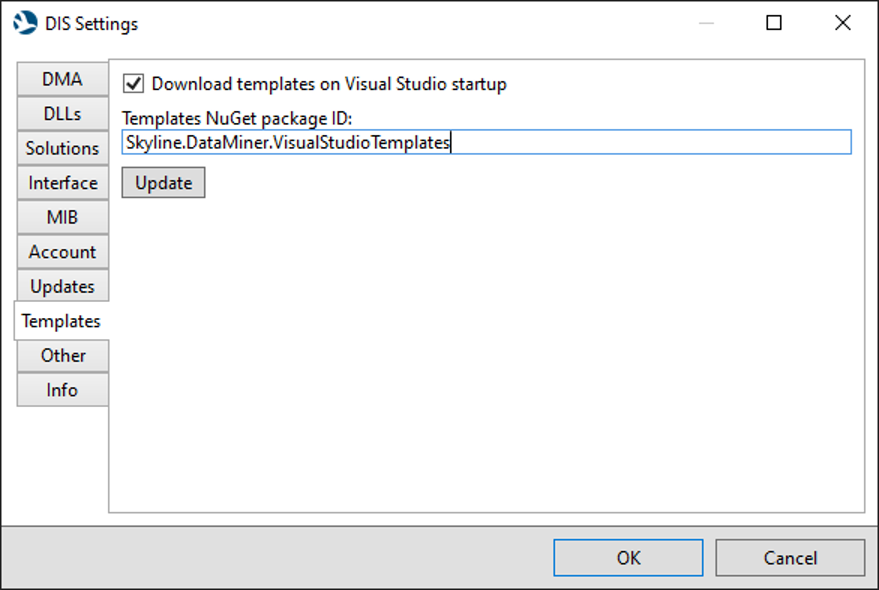 DIS Settings
DMA
DLLs
Solutions
Interface
MIB
Account
Updates
Templates
Other
Info
Download templates on Visual Studio startup
Templates NuGet package ID:
Skyline.DataMiner.VisualStudioTemplates
Update
OK
Cancel